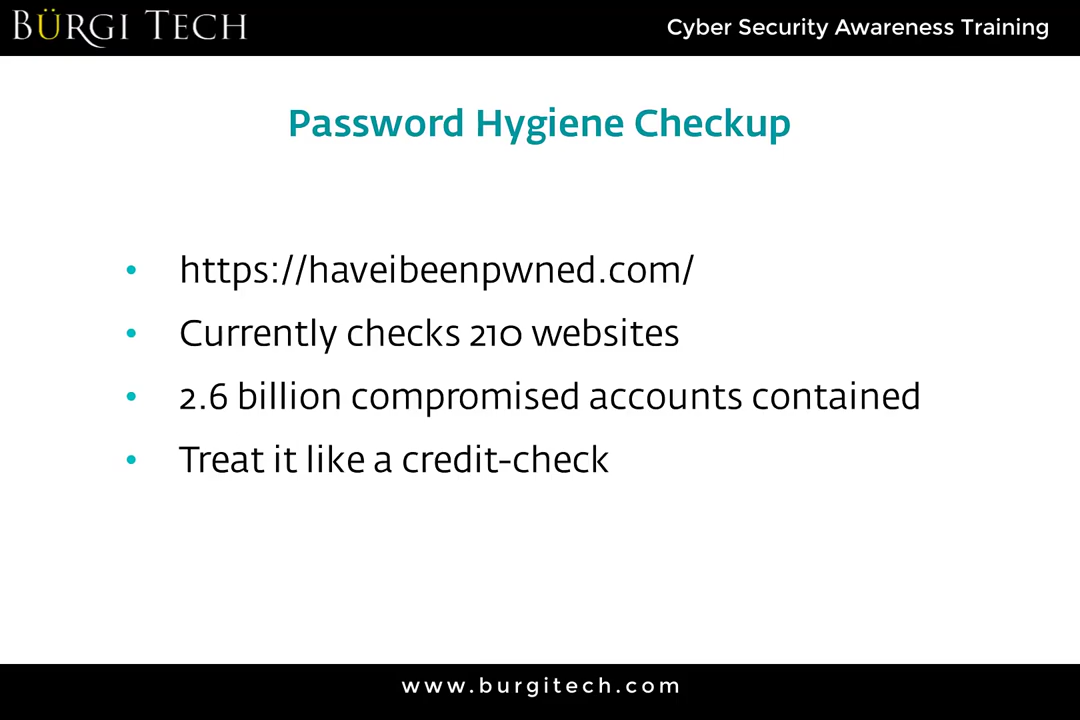 BÜRGI TECH
Cyber Security Awareness Training
Password Hygiene Checkup
• https://haveibeenpwned.com/
• Currently checks 210 websites
• 2.6 billion compromised accounts contained
• Treat it like a credit-check
www.burgitech.com